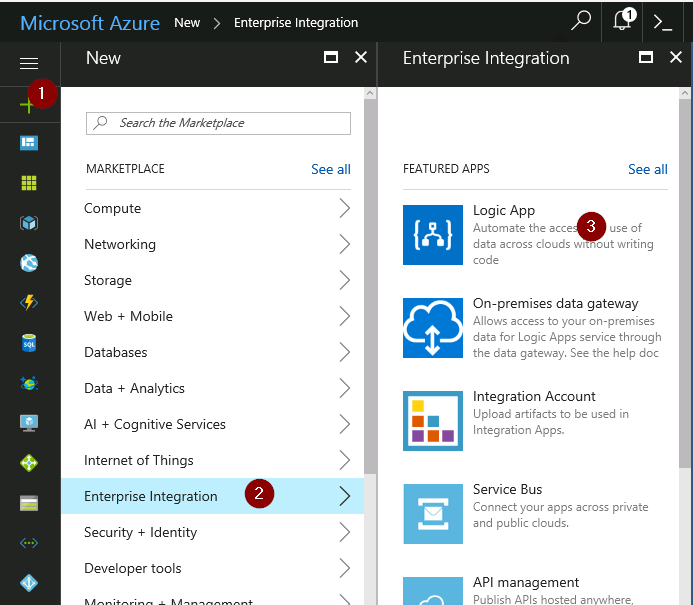 Microsoft Azure New > Enterprise Integration
1
New
Enterprise Integration
1
Search the Marketplace
MARKETPLACE
See all
Compute
Networking
Storage
Web + Mobile
Databases
Data + Analytics
AI + Cognitive Services
Internet of Things
Enterprise Integration
2
Security + Identity
Developer tools
Monitoring + Management
FEATURED APPS
See all
Logic App
3
Automate the access use of
data across clouds without writing
code
On-premises data gateway
Allows access to your on-premises
data for Logic Apps service through
the data gateway. See the help doc
Integration Account
Upload artifacts to be used in
Integration Apps.
Service Bus
Connect your apps across private
and public clouds.
API management
Publish APIs hosted anywhere,
SQL